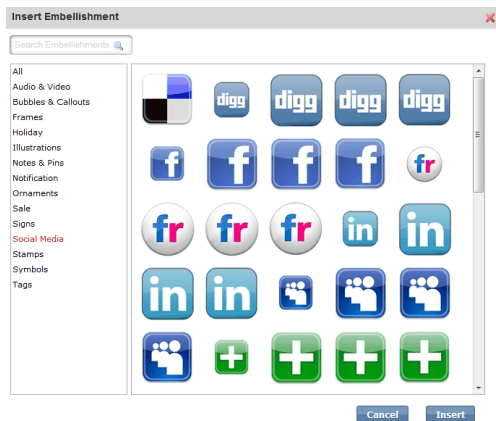 Insert Embellishment
Search Embellishments
All
Audio & Video
Bubbles & Callouts
Frames
Holiday
Illustrations
Notes & Pins
Notification
Ornaments
Sale
Signs
Social Media
Stamps
Symbols
Tags
digg digg digg digg
f f f f fr
fr fr fr in in
in in
Cancel Insert